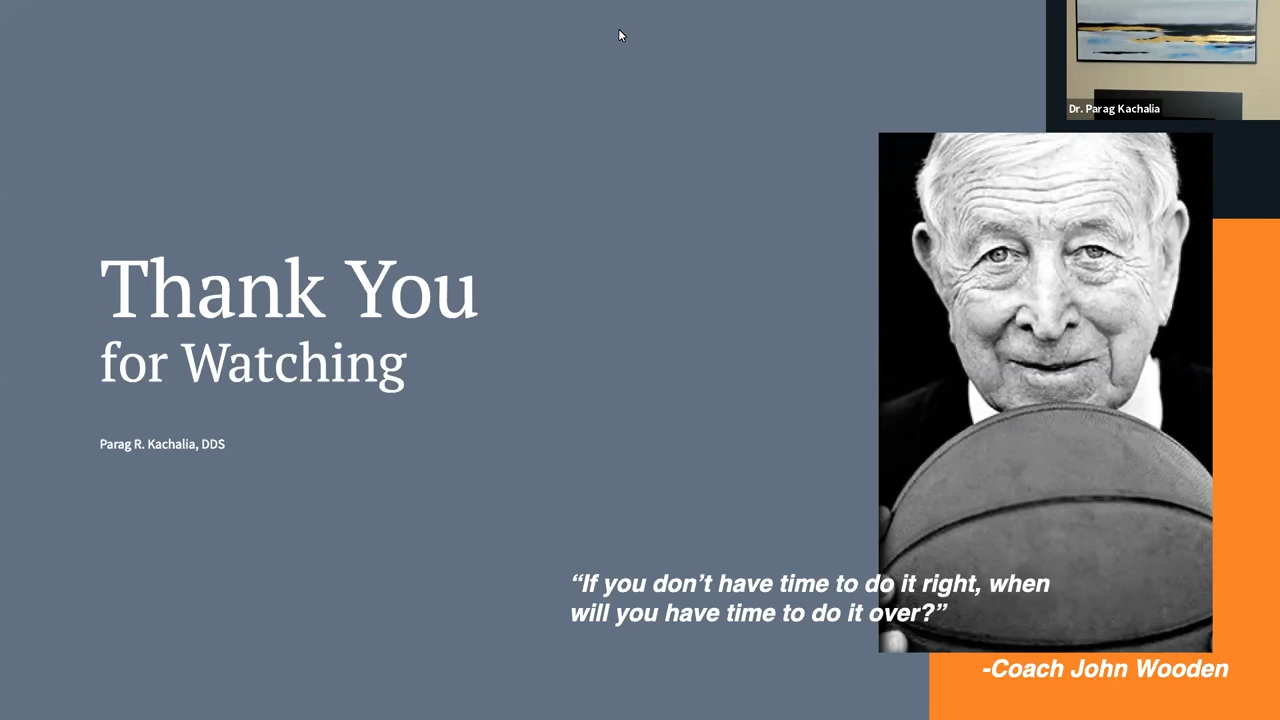 Dr. Parag Kachalia
Thank You
for Watching
Parag R. Kachalia, DDS
“If you don’t have time to do it right, when
will you have time to do it over?”
-Coach John Wooden